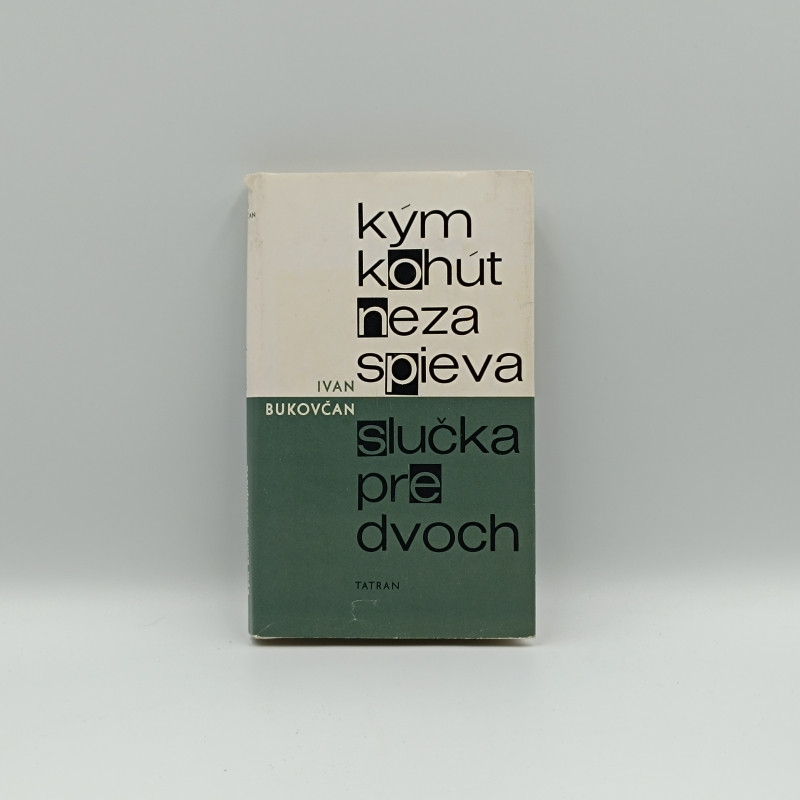 kým
kohút
neza
spieva
IVAN
BUKOVČAN
slučka
pre
dvoch
TATRAN